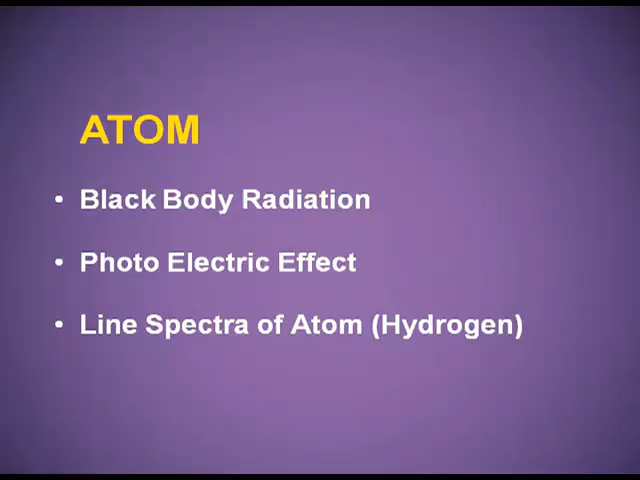 ATOM
• Black Body Radiation
• Photo Electric Effect
• Line Spectra of Atom (Hydrogen)